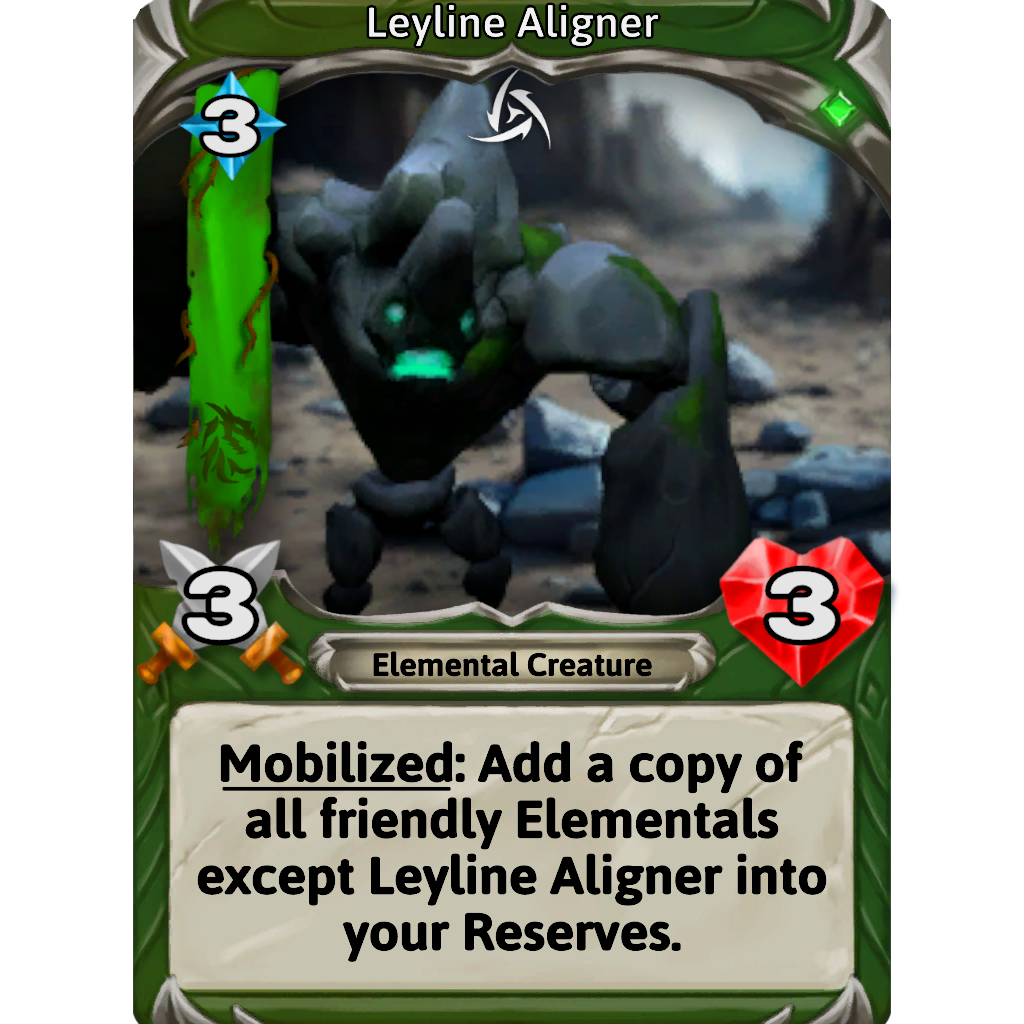 Leyline Aligner
3
3
3
Elemental Creature
Mobilized: Add a copy of
all friendly Elementals
except Leyline Aligner into
your Reserves.